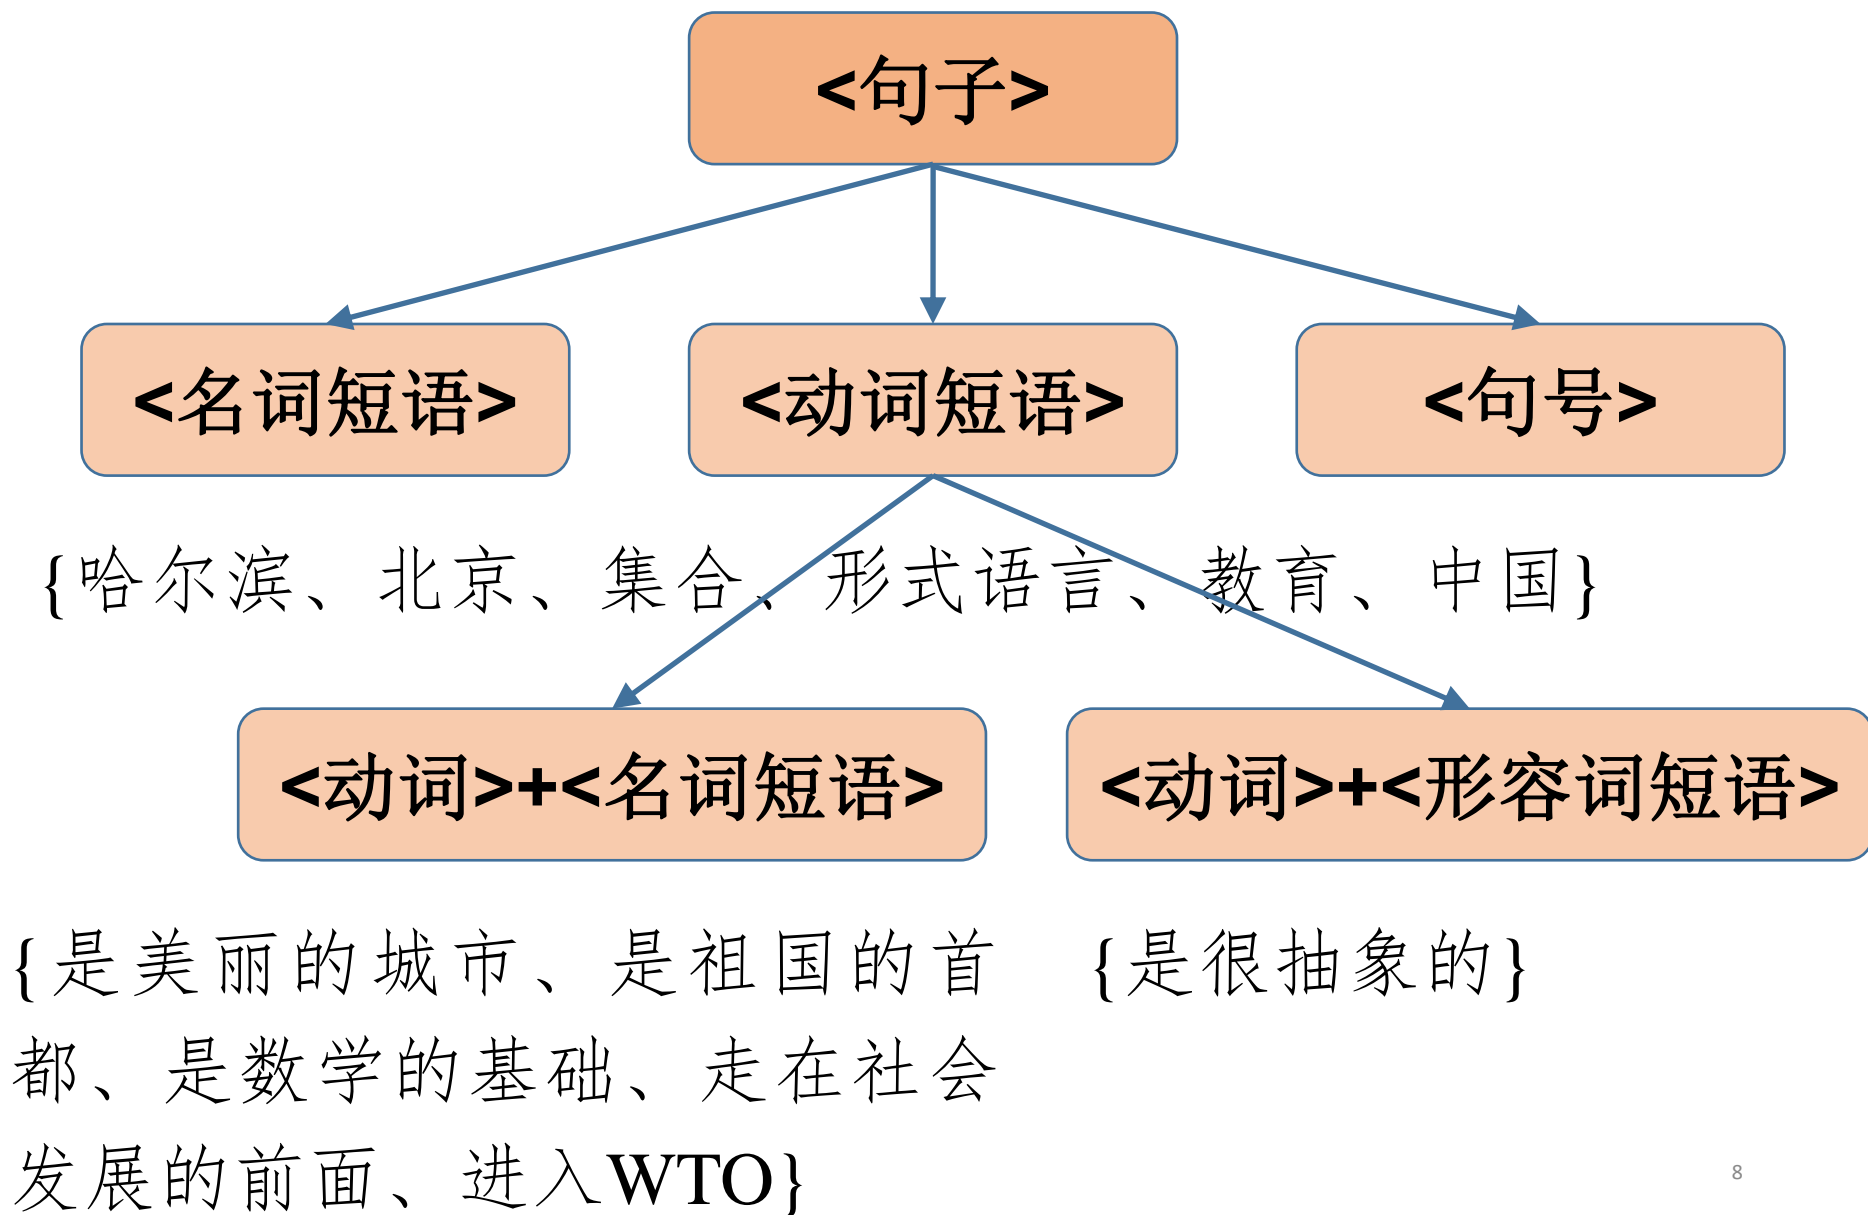 <句子>
<名词短语>
<动词短语>
<句号>
{哈尔滨、北京、集合、形式语言、教育、中国}
<动词>+<名词短语>
<动词>+<形容词短语>
{是美丽的城市、是祖国的首
都、是数学的基础、走在社会
发展的前面、进入WTO}
{是很抽象的}
8